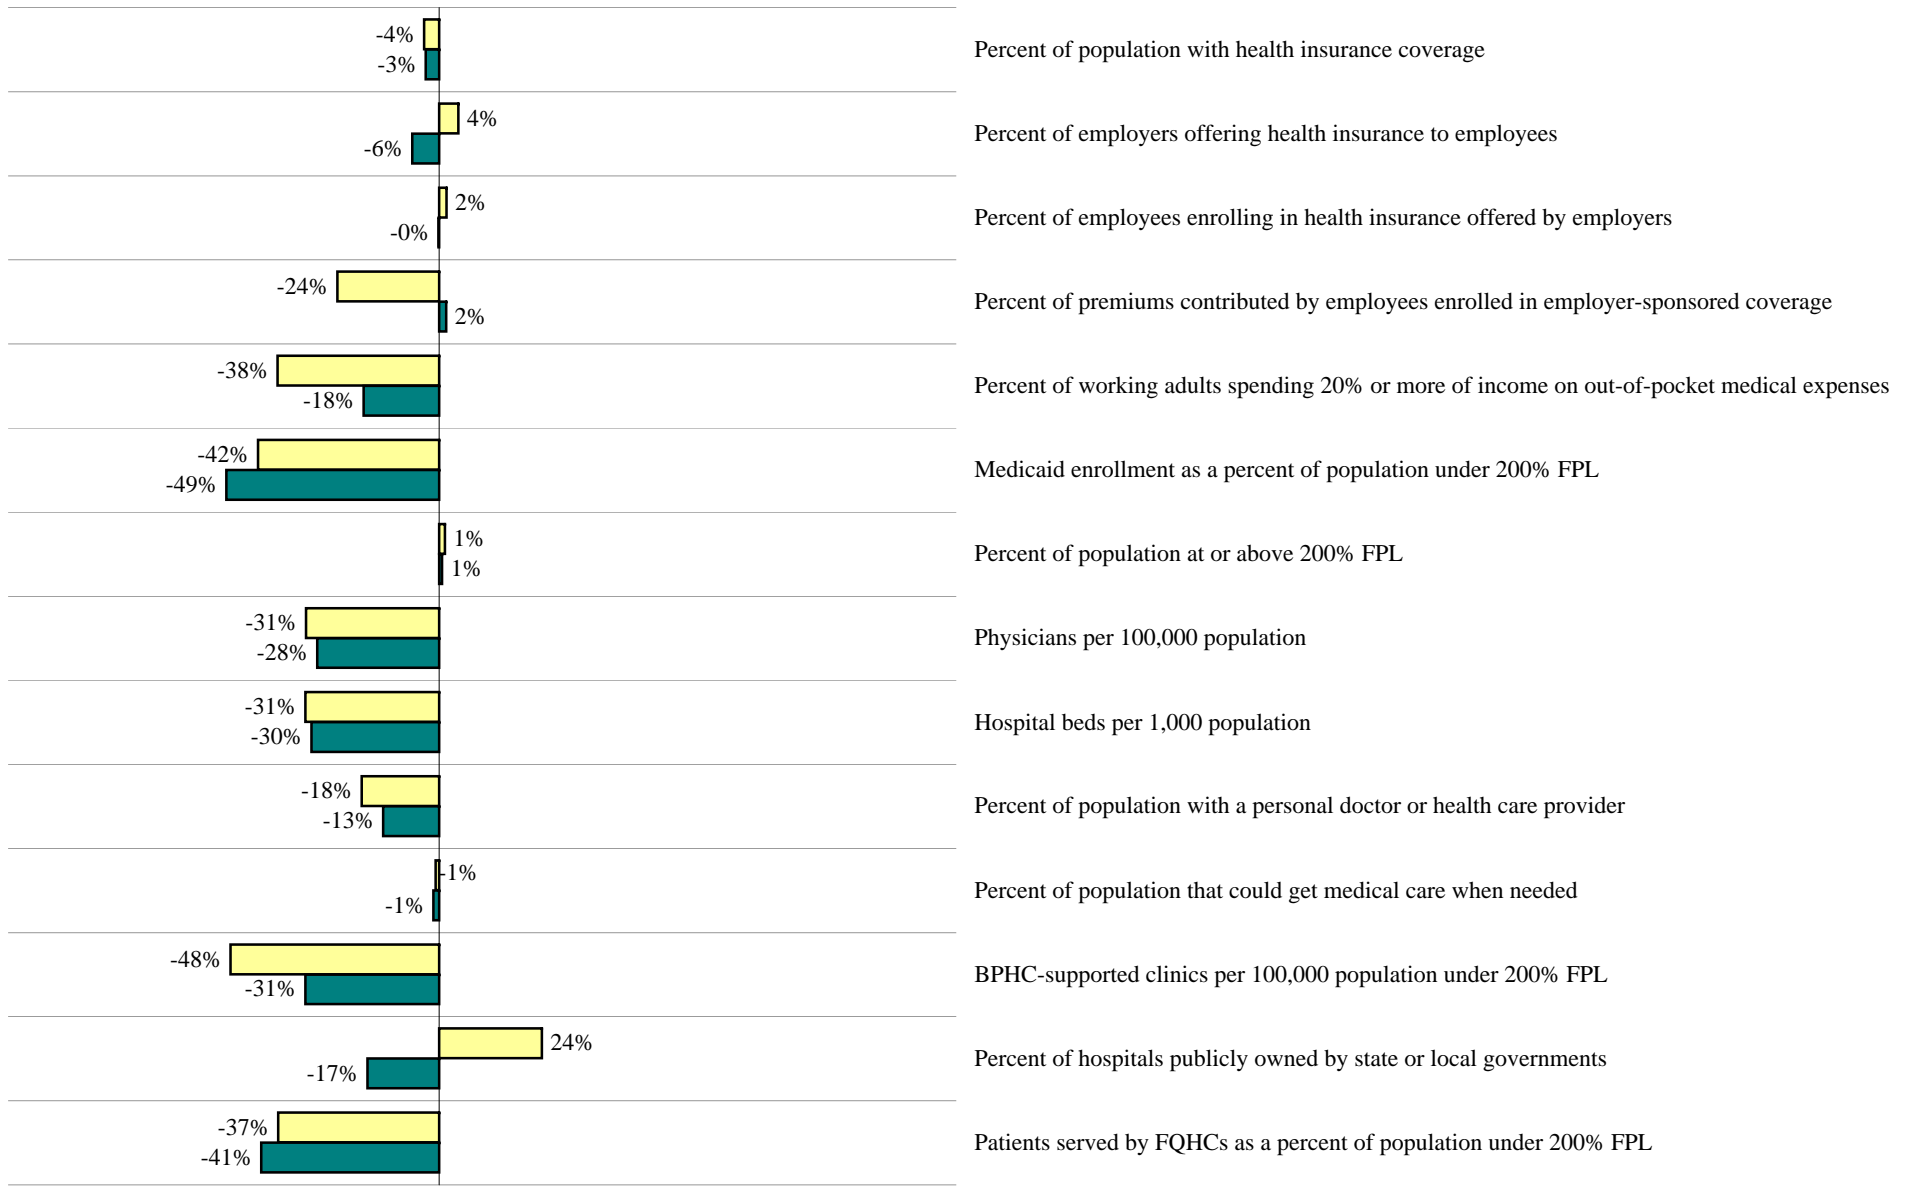 -4%
-3%
Percent of population with health insurance coverage
4%
-6%
Percent of employers offering health insurance to employees
2%
-0%
Percent of employees enrolling in health insurance offered by employers
-24%
2%
Percent of premiums contributed by employees enrolled in employer-sponsored coverage
-38%
-18%
Percent of working adults spending 20% or more of income on out-of-pocket medical expenses
-42%
-49%
Medicaid enrollment as a percent of population under 200% FPL
1%
1%
Percent of population at or above 200% FPL
-31%
-28%
Physicians per 100,000 population
-31%
-30%
Hospital beds per 1,000 population
-18%
-13%
Percent of population with a personal doctor or health care provider
-1%
-1%
Percent of population that could get medical care when needed
-48%
-31%
BPHC-supported clinics per 100,000 population under 200% FPL
24%
-17%
Percent of hospitals publicly owned by state or local governments
-37%
-41%
Patients served by FQHCs as a percent of population under 200% FPL